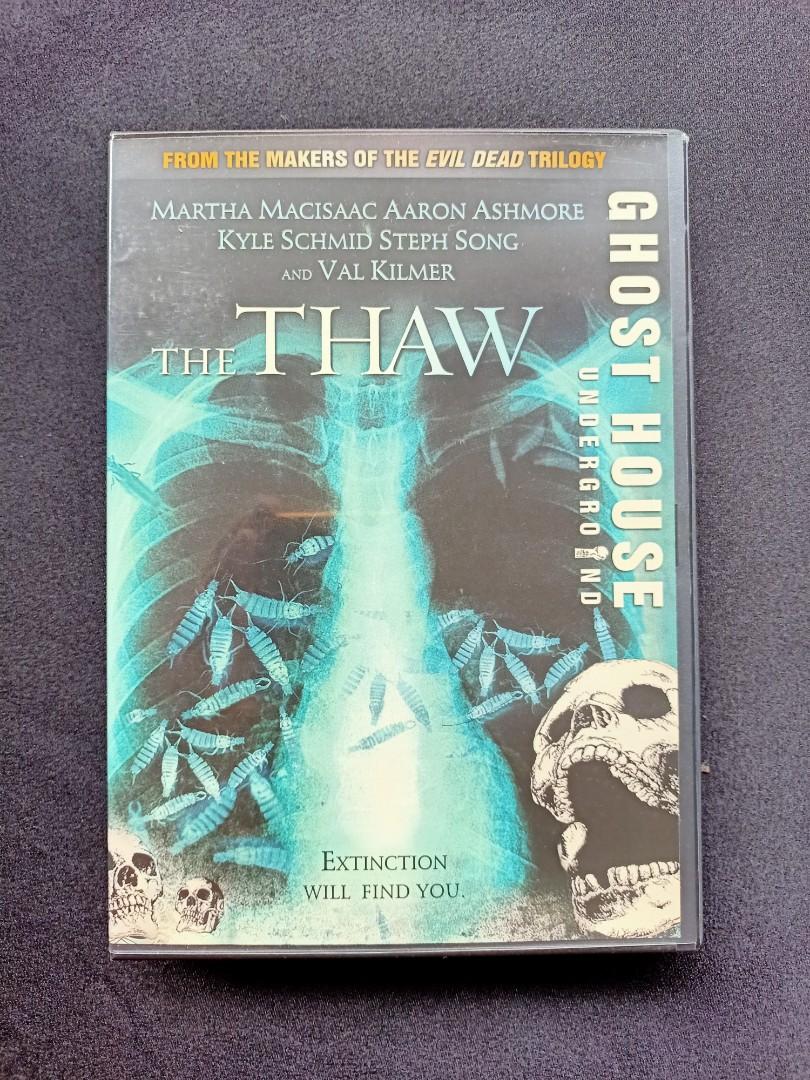 FROM THE MAKERS OF THE EVIL DEAD TRILOGY
MARTHA MACISAAC AARON ASHMORE
KYLE SCHMID STEPH SONG
AND VAL KILMER
THE THAW
GHOST HOUSE
UNDERGROUND
EXTINCTION
WILL FIND YOU.